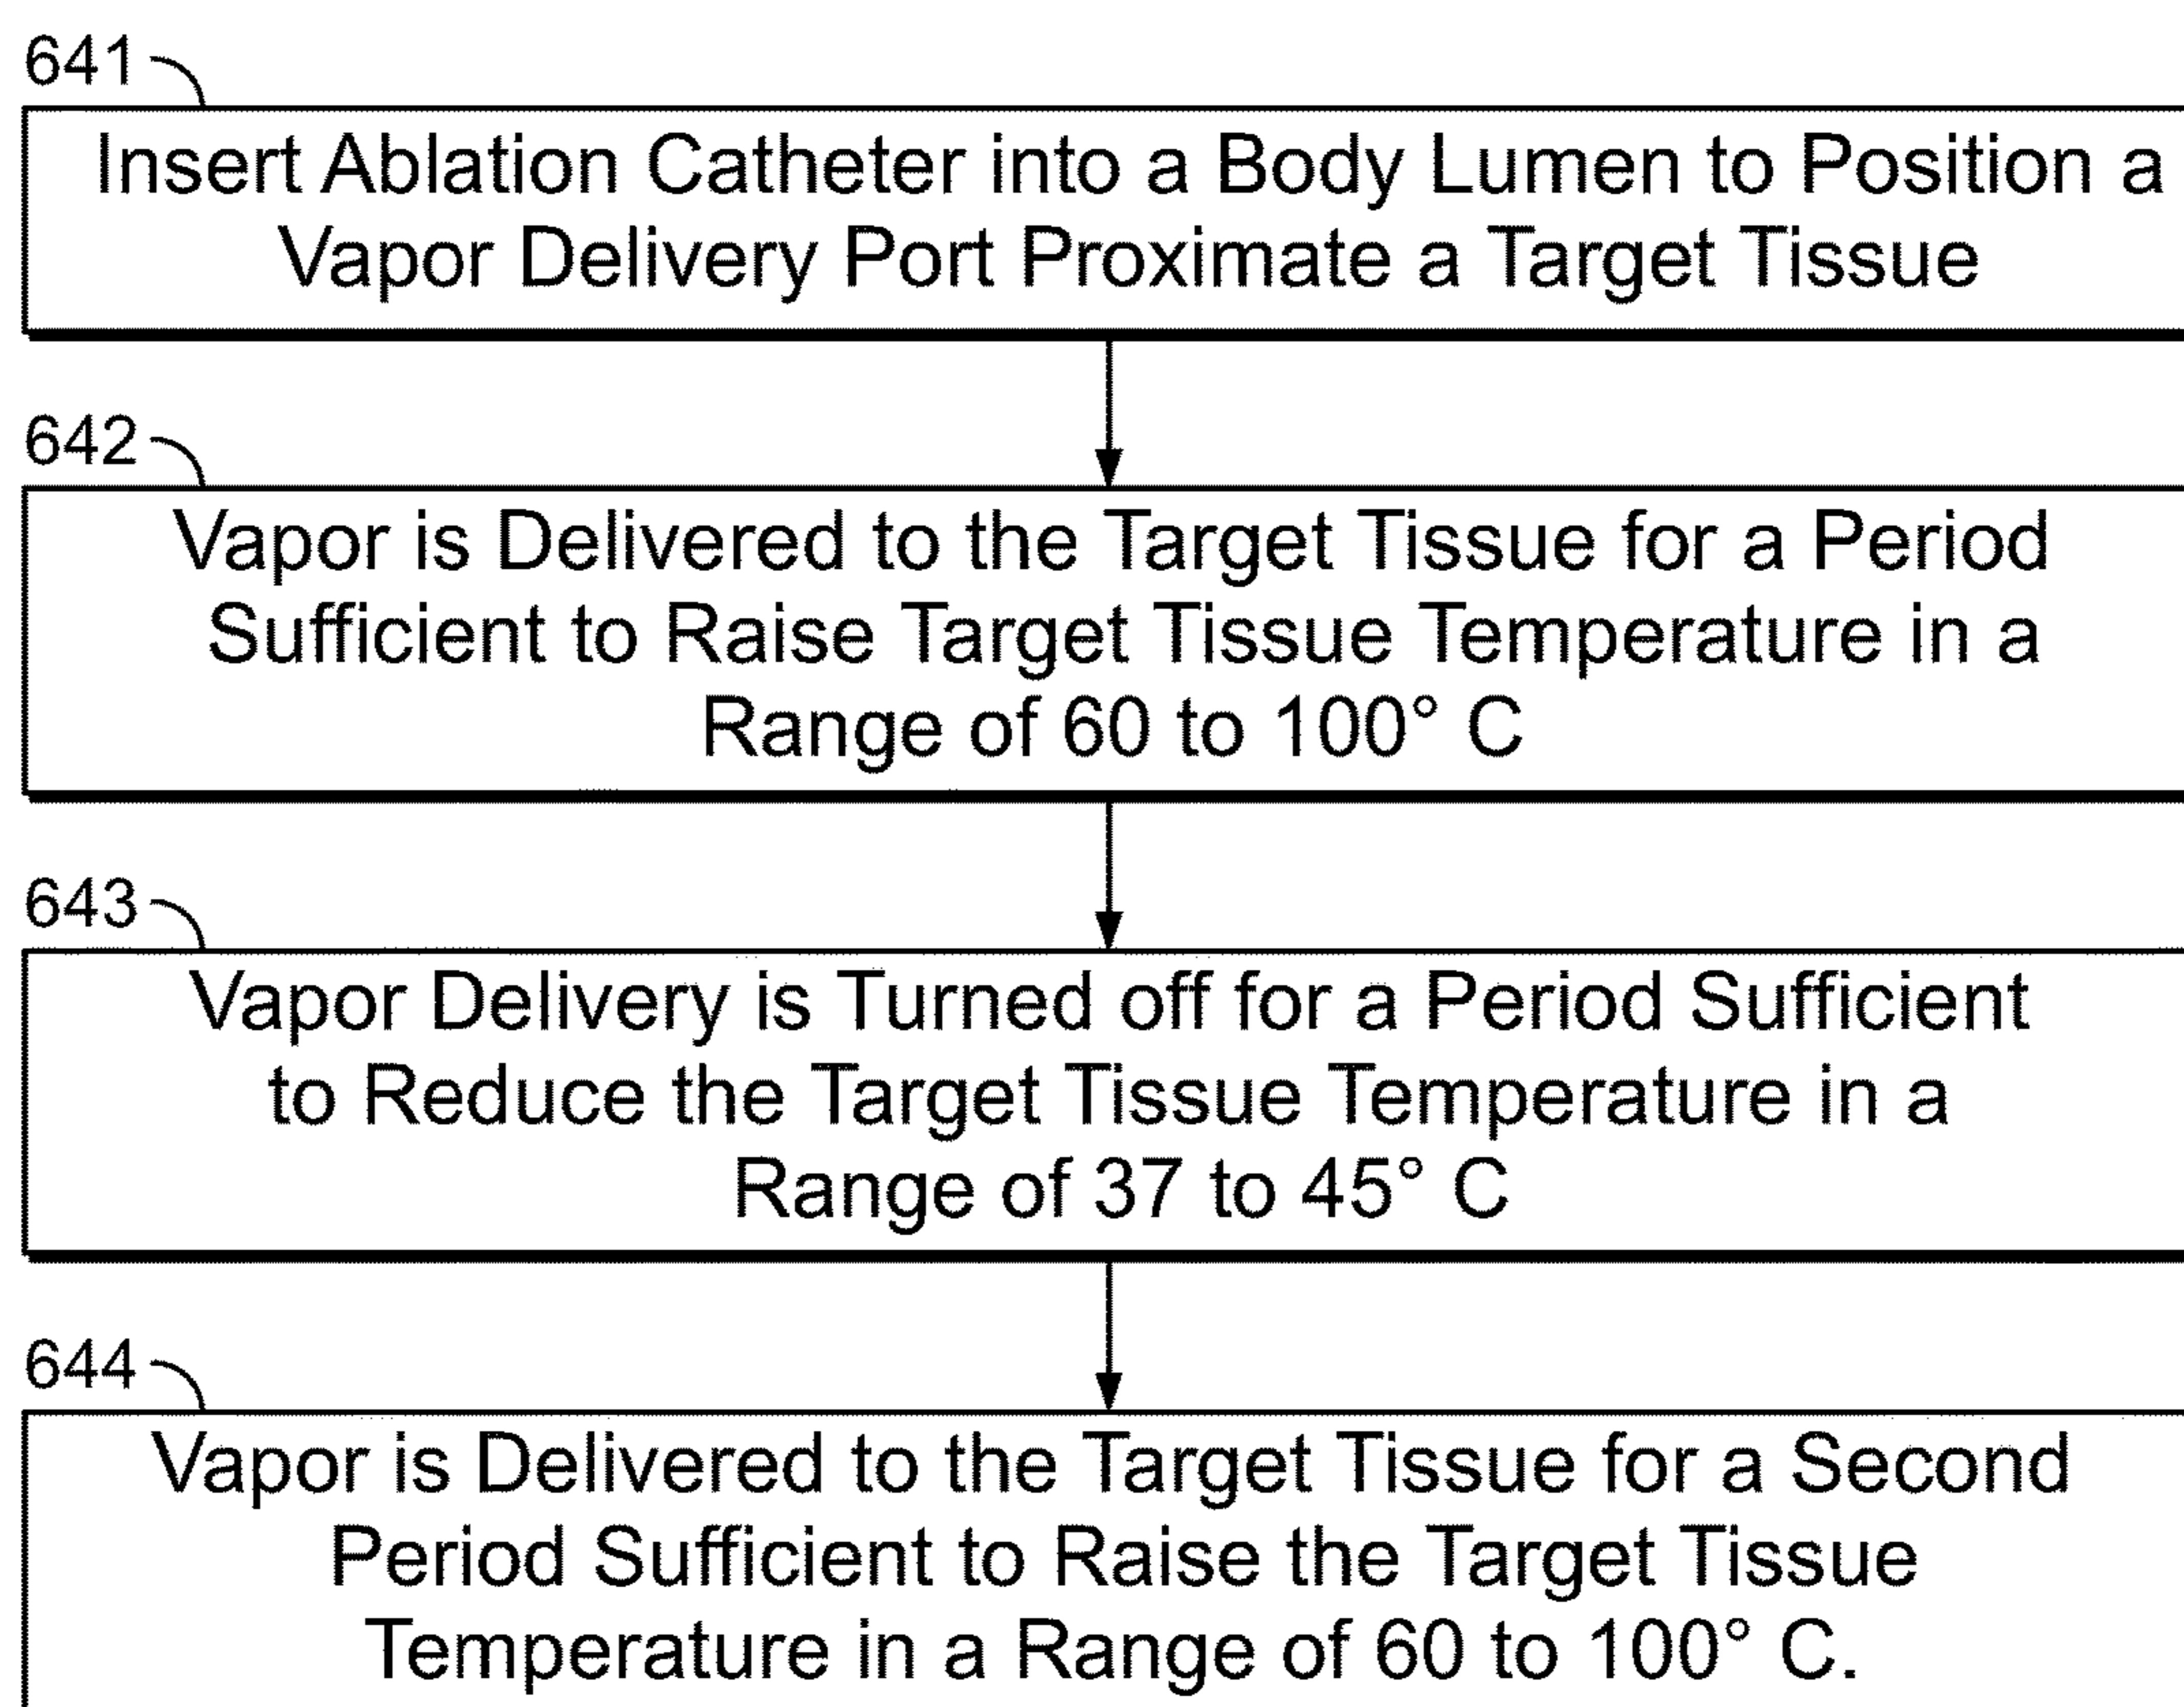 641
Insert Ablation Catheter into a Body Lumen to Position a
Vapor Delivery Port Proximate a Target Tissue
642
Vapor is Delivered to the Target Tissue for a Period
Sufficient to Raise Target Tissue Temperature in a
Range of 60 to 100° C
643
Vapor Delivery is Turned off for a Period Sufficient
to Reduce the Target Tissue Temperature in a
Range of 37 to 45° C
644
Vapor is Delivered to the Target Tissue for a Second
Period Sufficient to Raise the Target Tissue
Temperature in a Range of 60 to 100° C.